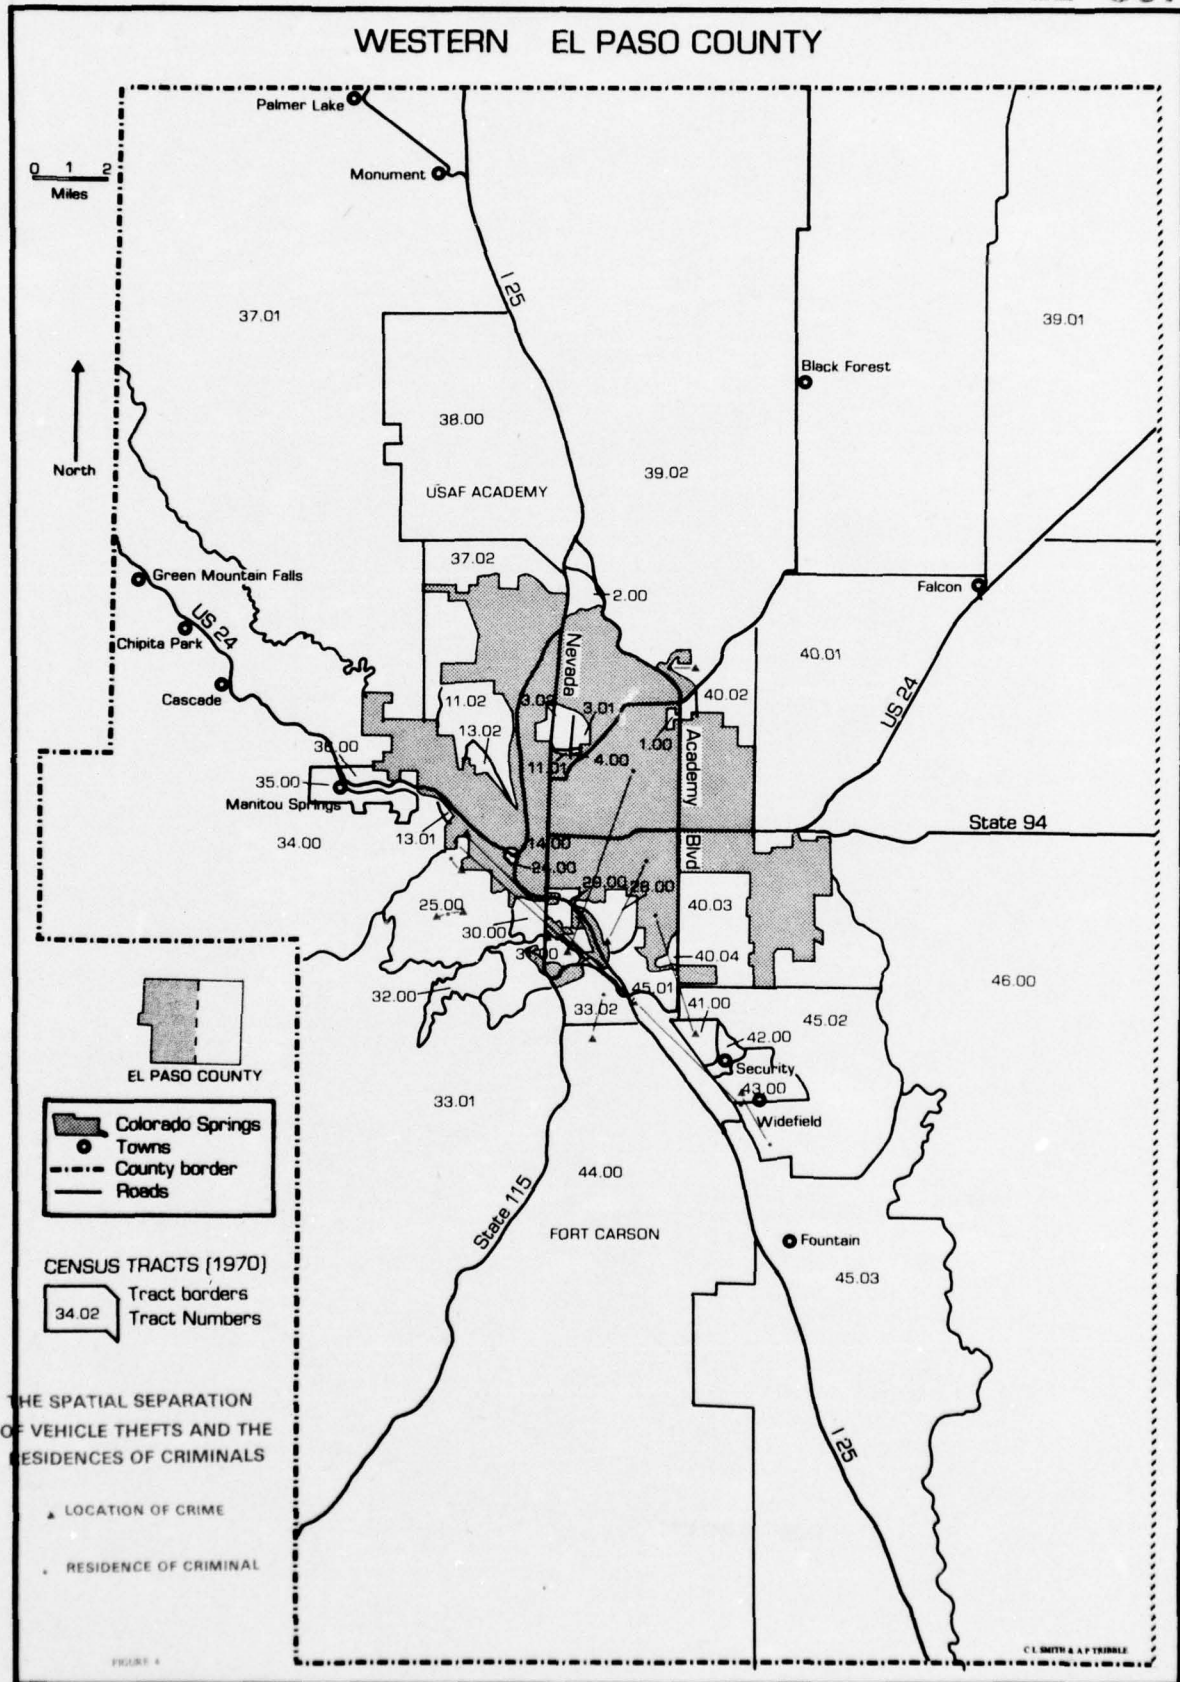 WESTERN EL PASO COUNTY
Palmer Lake
0 1 2
Miles
Monument
I 25
37.01
39.01
North
Black Forest
38.00
39.02
USAF ACADEMY
37.02
Green Mountain Falls
2.00
Falcon
US 24
Chipita Park
Nevada
40.01
Cascade
11.02
3.02
3.01
40.02
US 24
13.02
1.00
Academy Blvd
36.00
11.01
4.00
35.00
Manitou Springs
13.01
State 94
34.00
14.00
24.00
29.00
28.00
25.00
40.03
30.00
40.04
32.00
45.01
46.00
33.02
41.00
45.02
42.00
EL PASO COUNTY
Security
43.00
33.01
Widefield
Colorado Springs
Towns
County border
Roads
44.00
State 115
FORT CARSON
Fountain
45.03
CENSUS TRACTS (1970)
Tract borders
34.02
Tract Numbers
THE SPATIAL SEPARATION
OF VEHICLE THEFTS AND THE
RESIDENCES OF CRIMINALS
I 25
LOCATION OF CRIME
RESIDENCE OF CRIMINAL
C L SMITH & A P TRIBBLE
FIGURE 4